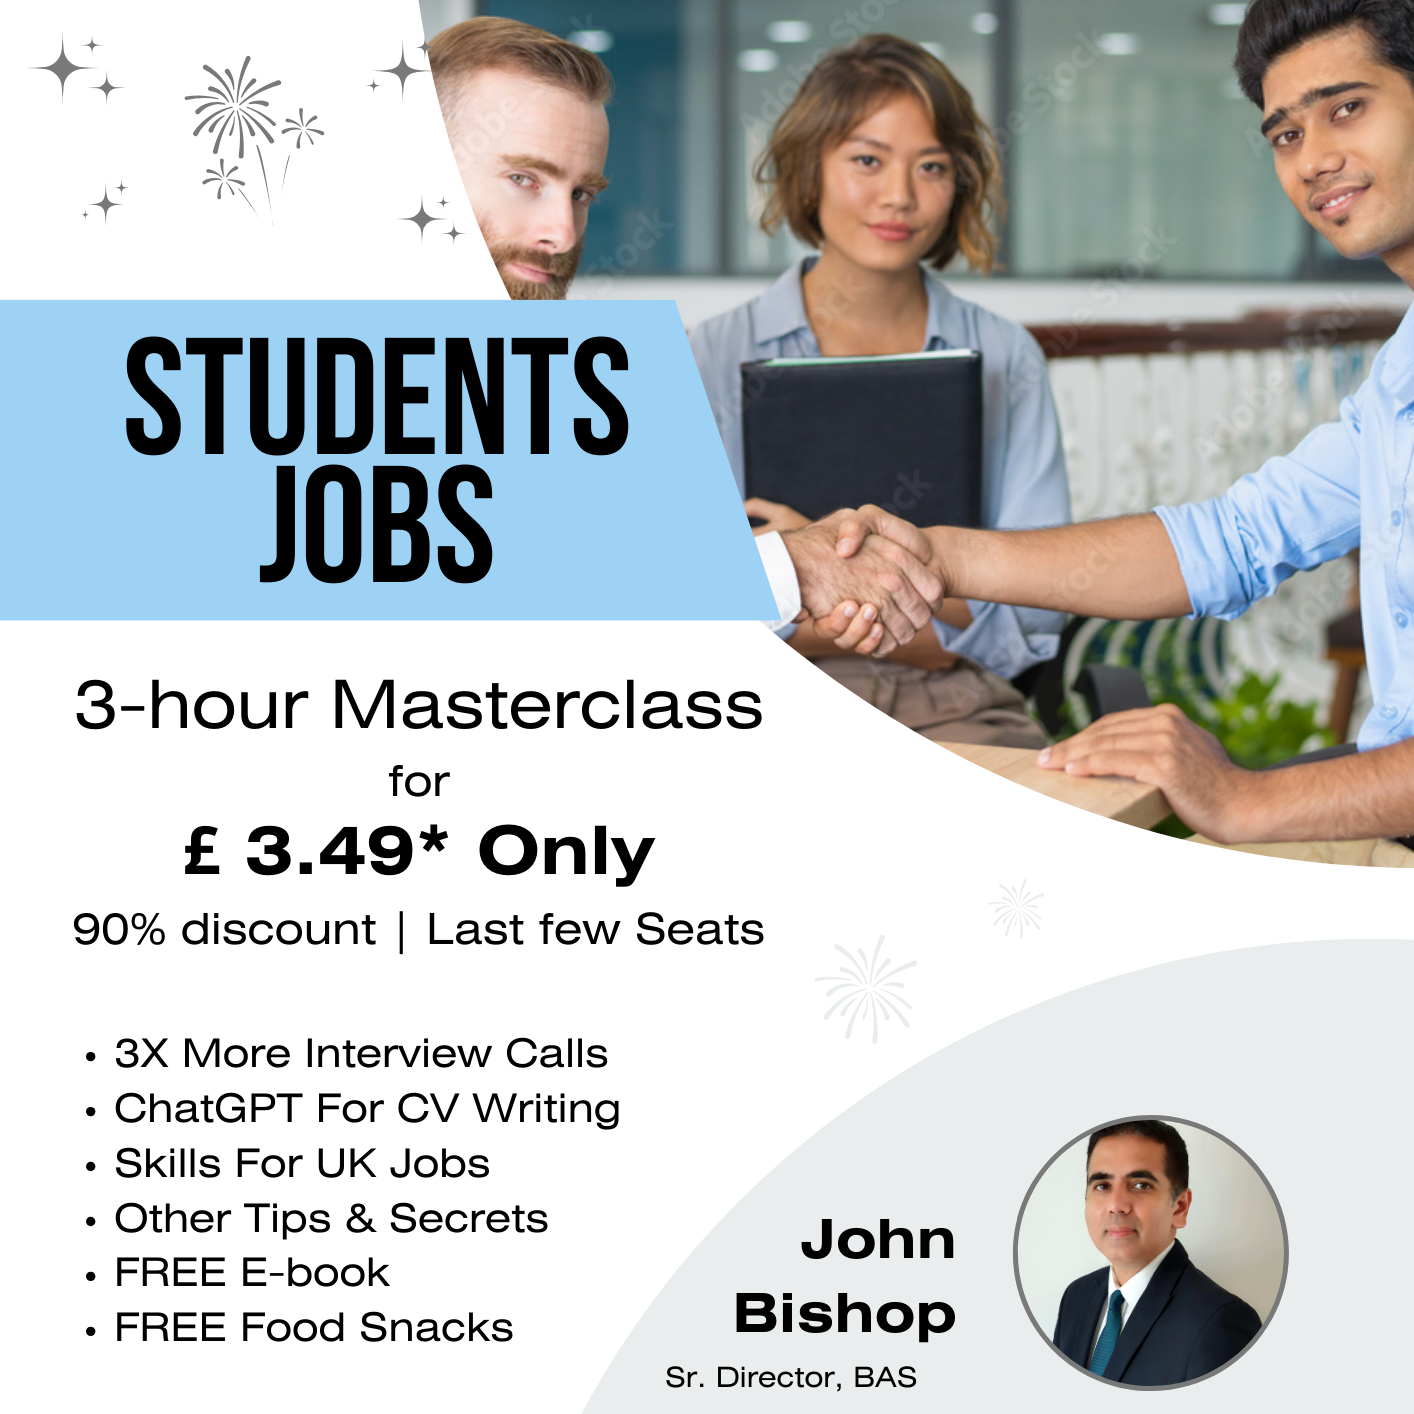 STUDENTS
JOBS
3-hour Masterclass
for
£ 3.49* Only
90% discount | Last few Seats
• 3X More Interview Calls
• ChatGPT For CV Writing
• Skills For UK Jobs
• Other Tips & Secrets
• FREE E-book
• FREE Food Snacks
John
Bishop
Sr. Director, BAS
Adobe Stock